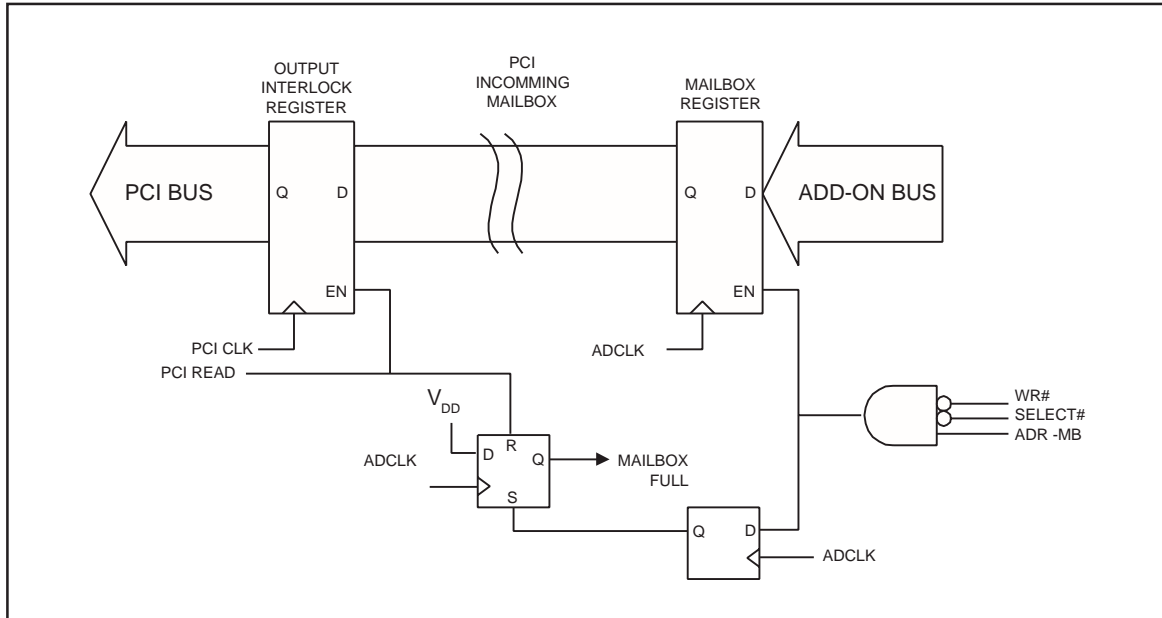 OUTPUT
INTERLOCK
REGISTER
PCI
INCOMMING
MAILBOX
MAILBOX
REGISTER
PCI BUS
Q
D
Q
D
ADD-ON BUS
EN
EN
PCI CLK
ADCLK
PCI READ
WR#
SELECT#
ADR -MB
VDD
ADCLK
D
R
Q
S
MAILBOX
FULL
Q
D
ADCLK